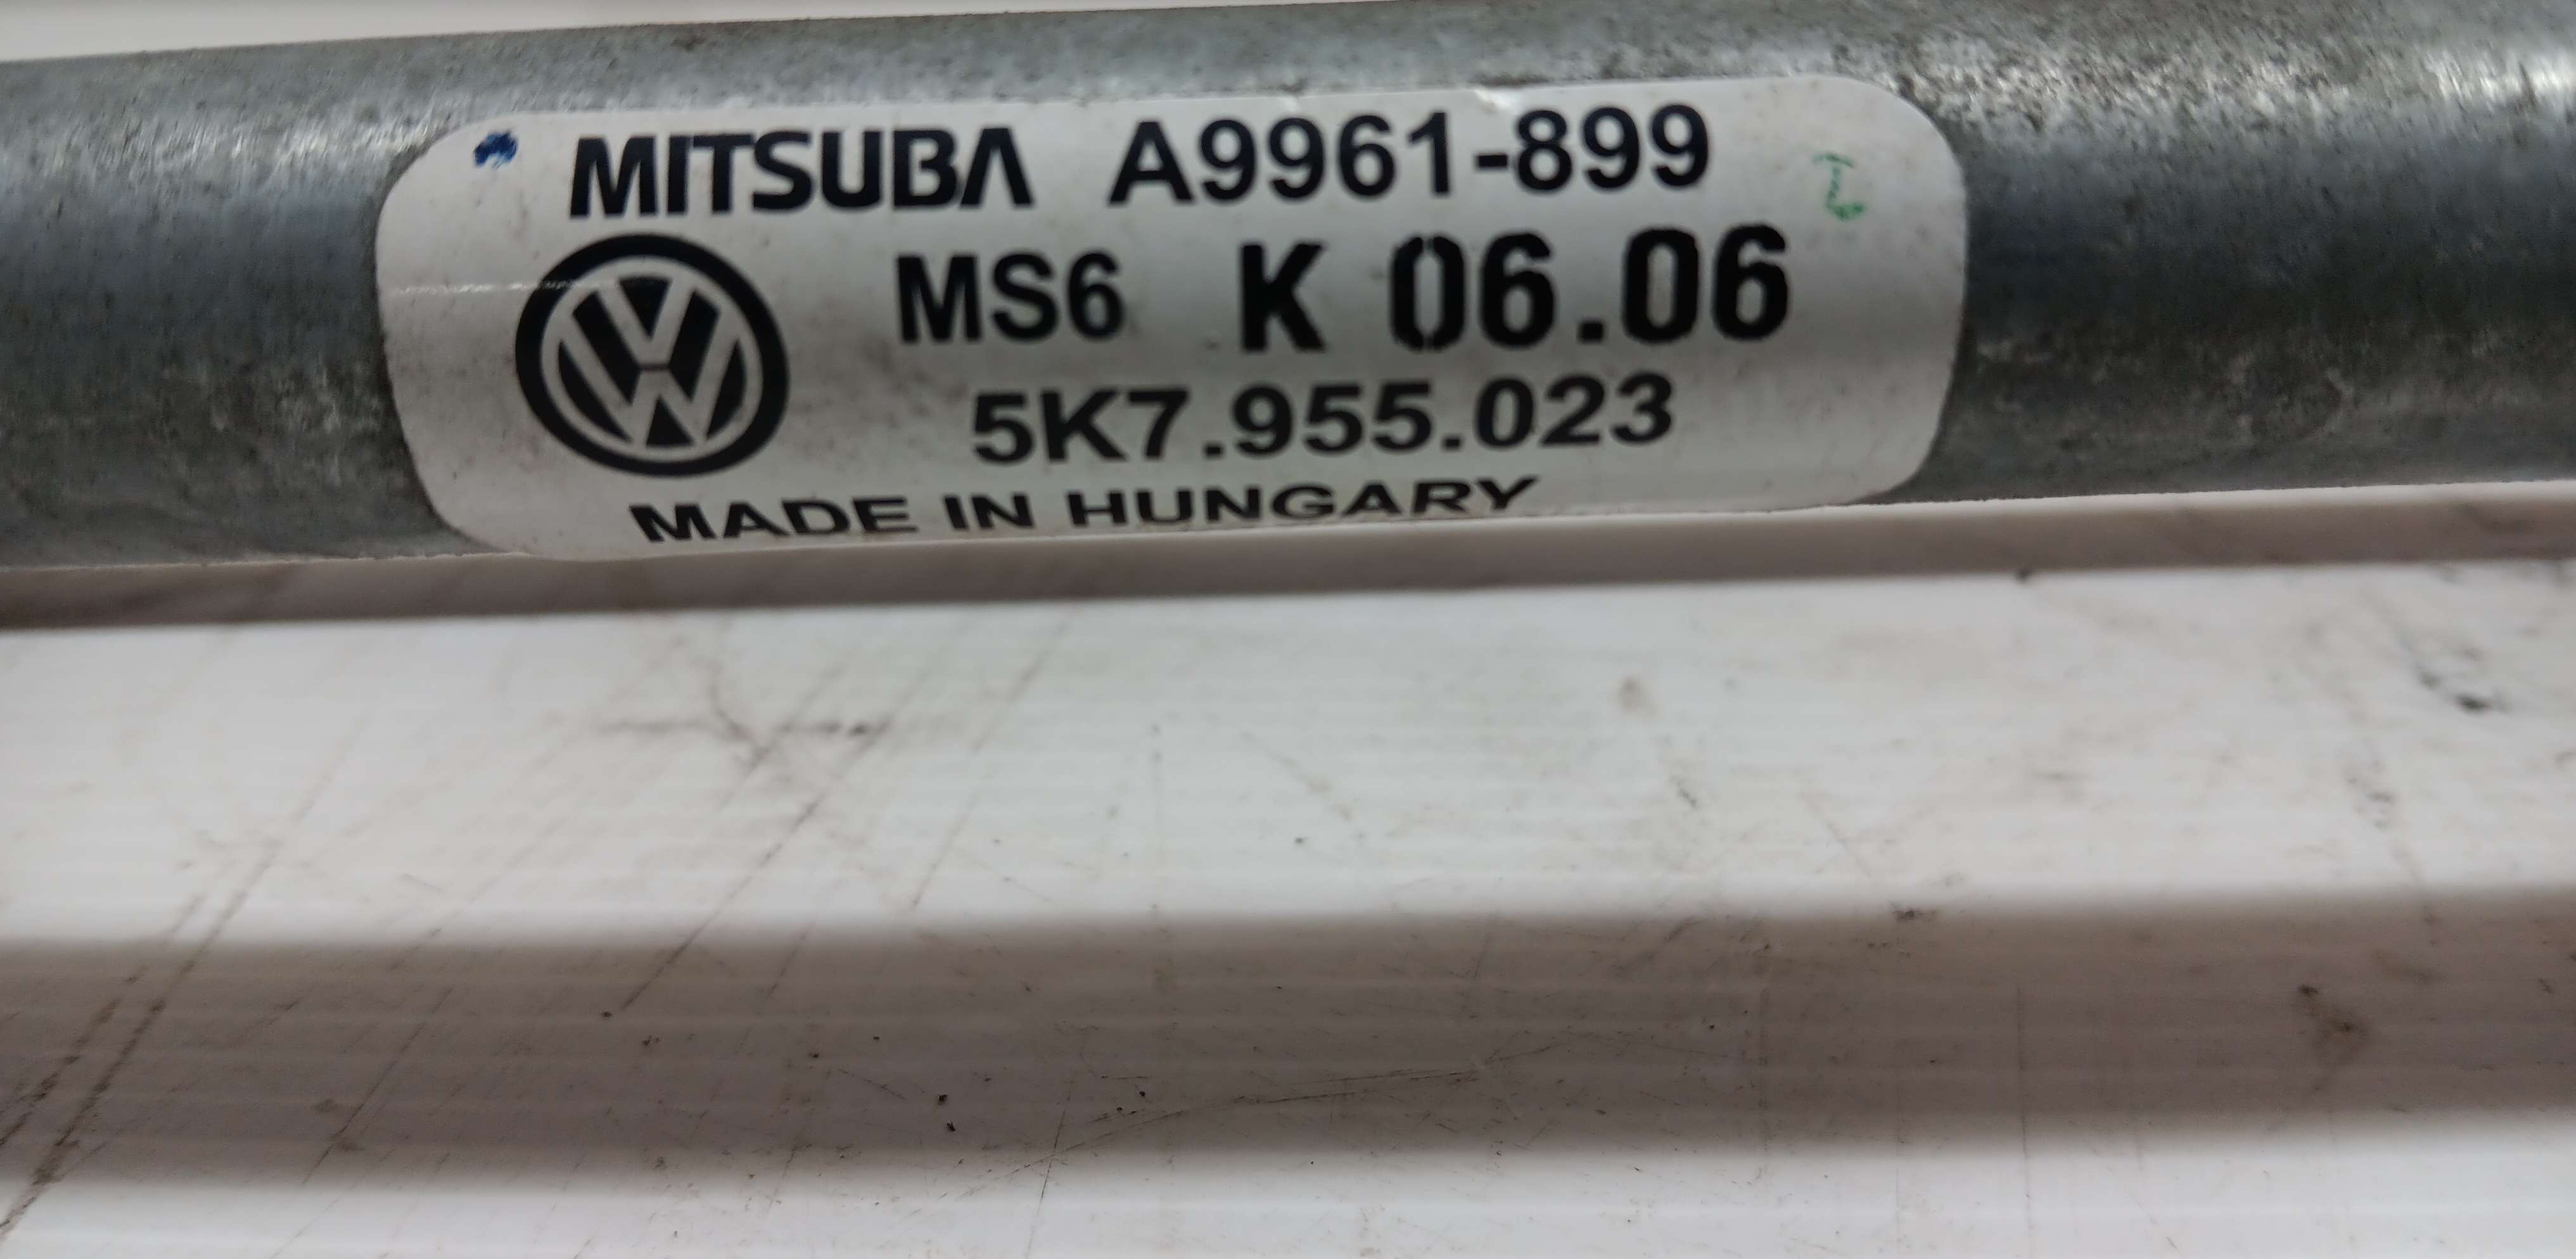 MITSUBA A9961-899
MS6 K 06.06
5K7.955.023
MADE IN HUNGARY